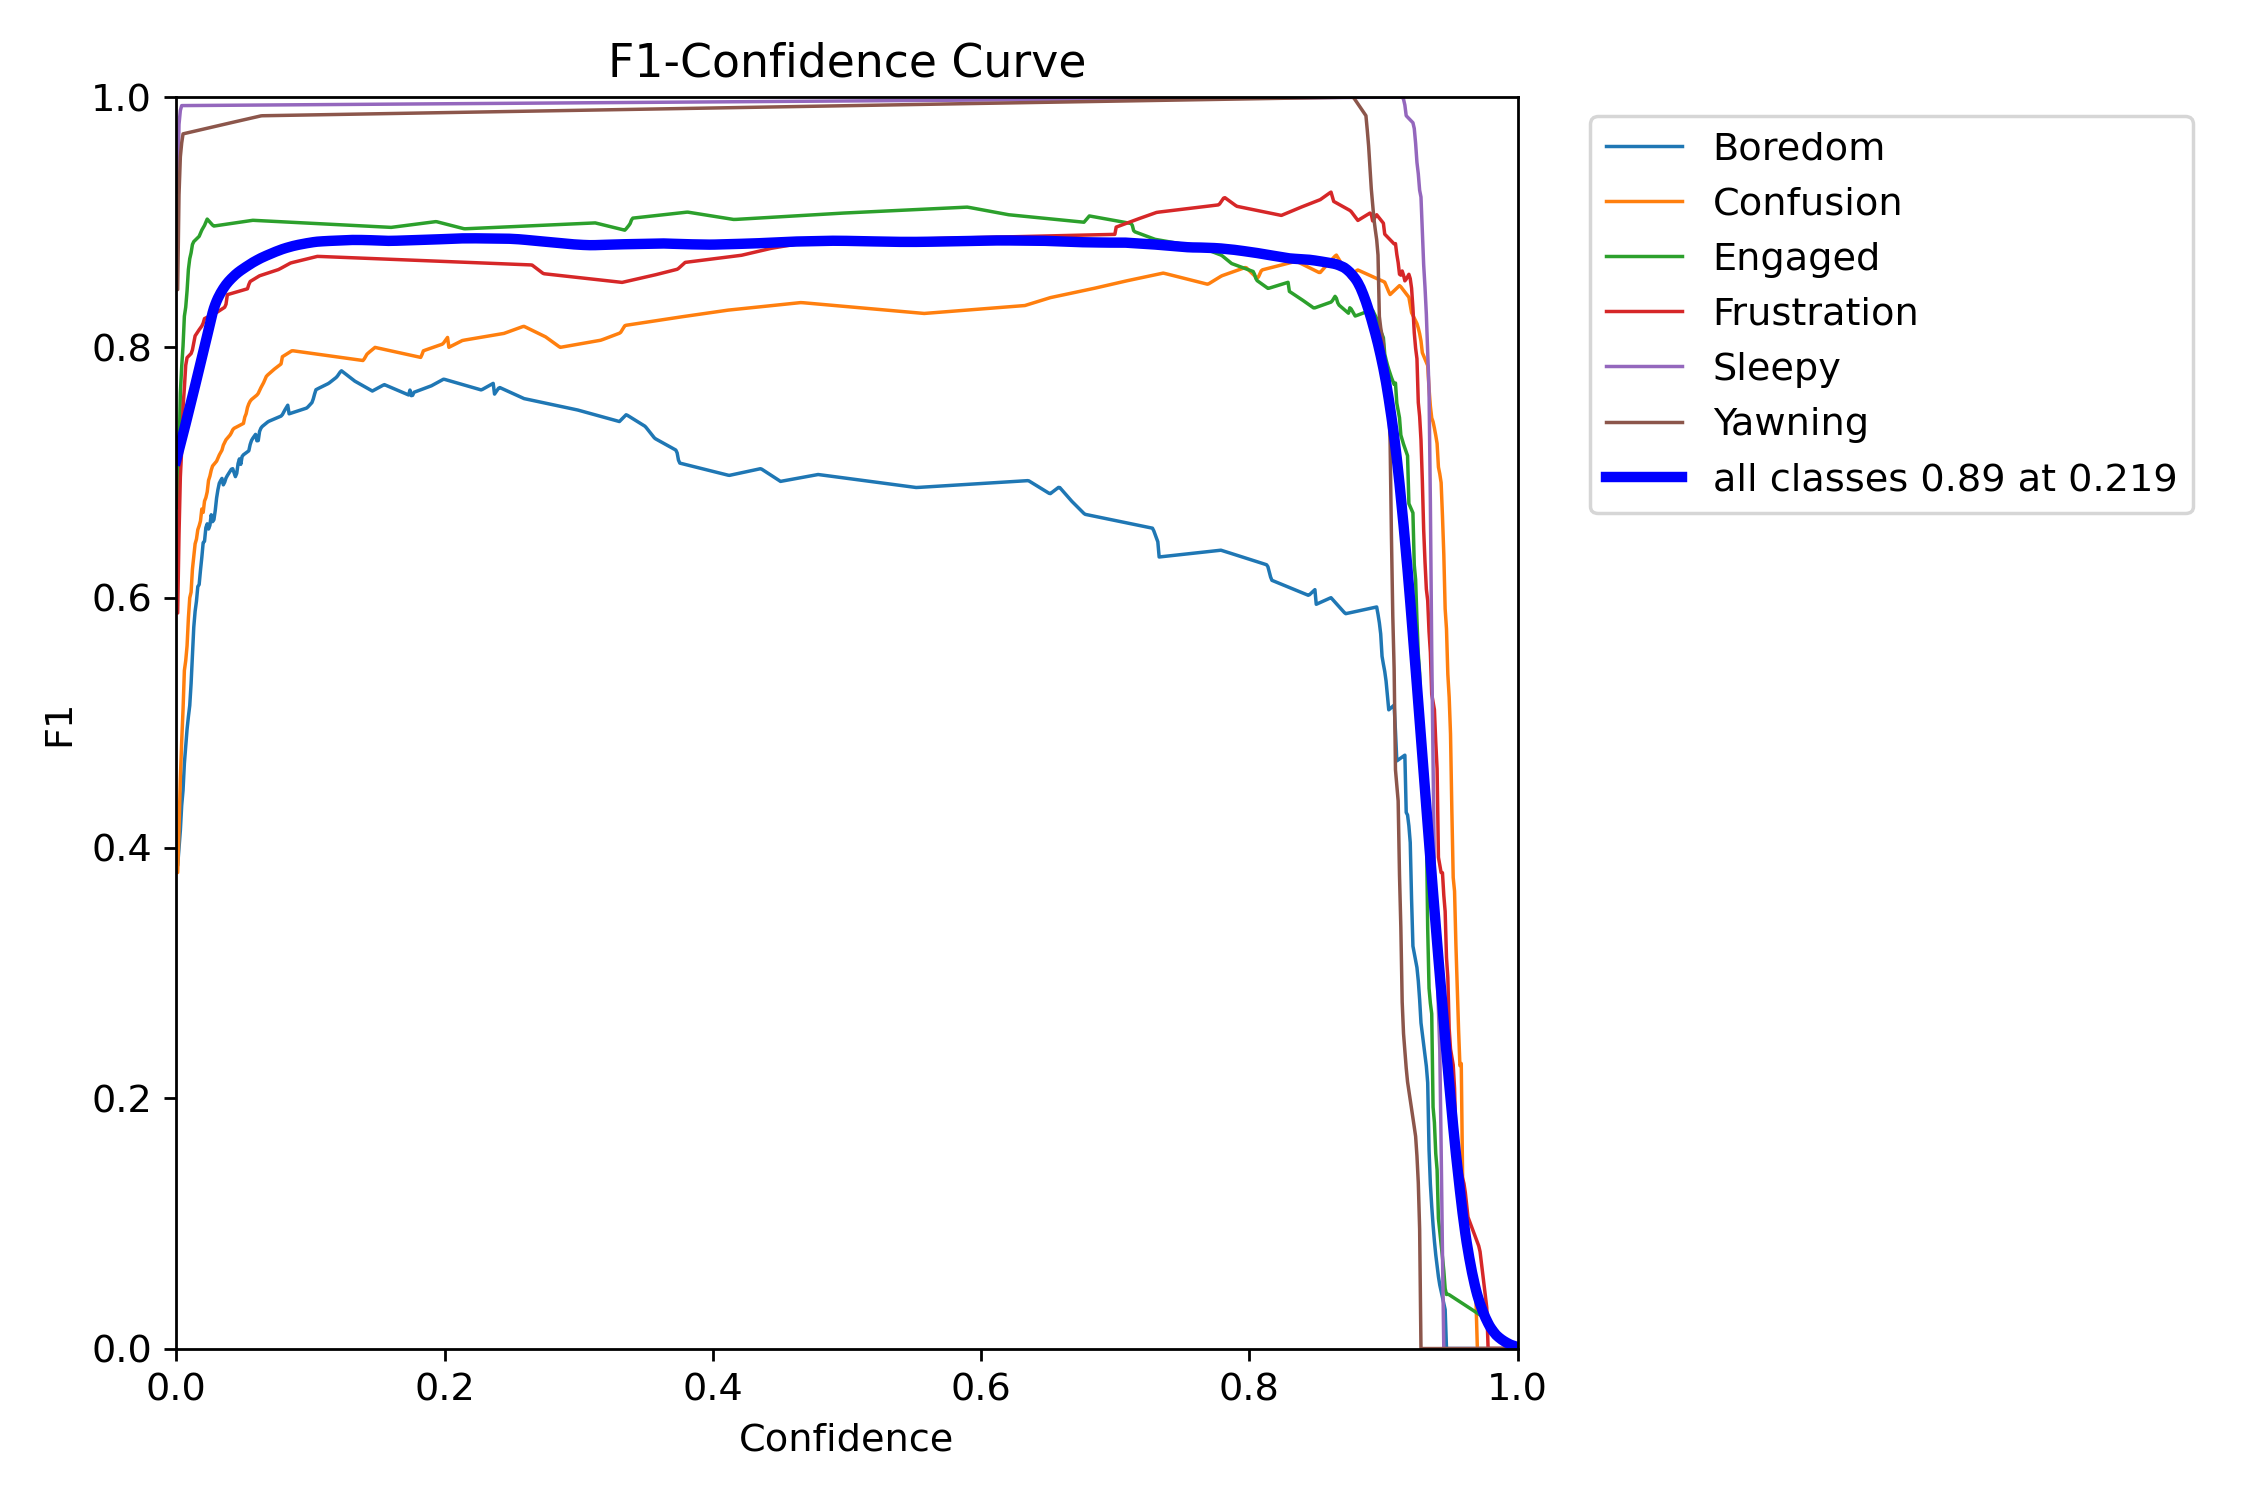 F1-Confidence Curve
1.0
0.8
0.6
0.4
0.2
0.0
F1
0.0 0.2 0.4 0.6 0.8 1.0
Confidence
Boredom
Confusion
Engaged
Frustration
Sleepy
Yawning
all classes 0.89 at 0.219